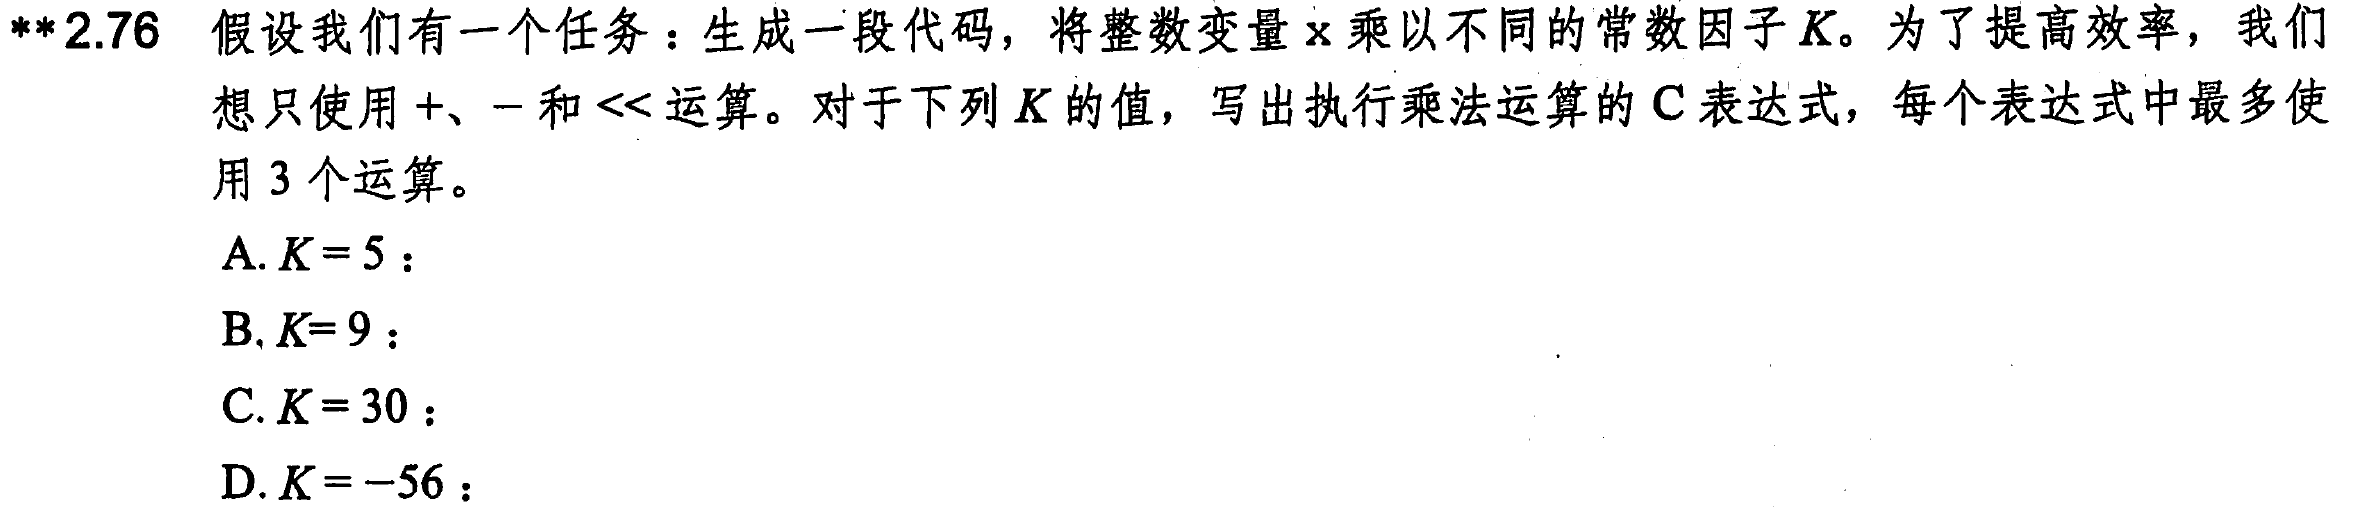 **2.76 假设我们有一个任务：生成一段代码，将整数变量 x 乘以不同的常数因子 K。为了提高效率，我们
想只使用 +、- 和 << 运算。对于下列 K 的值，写出执行乘法运算的 C 表达式，每个表达式中最多使
用 3 个运算。
A. K = 5：
B. K= 9：
C. K = 30：
D. K = −56：